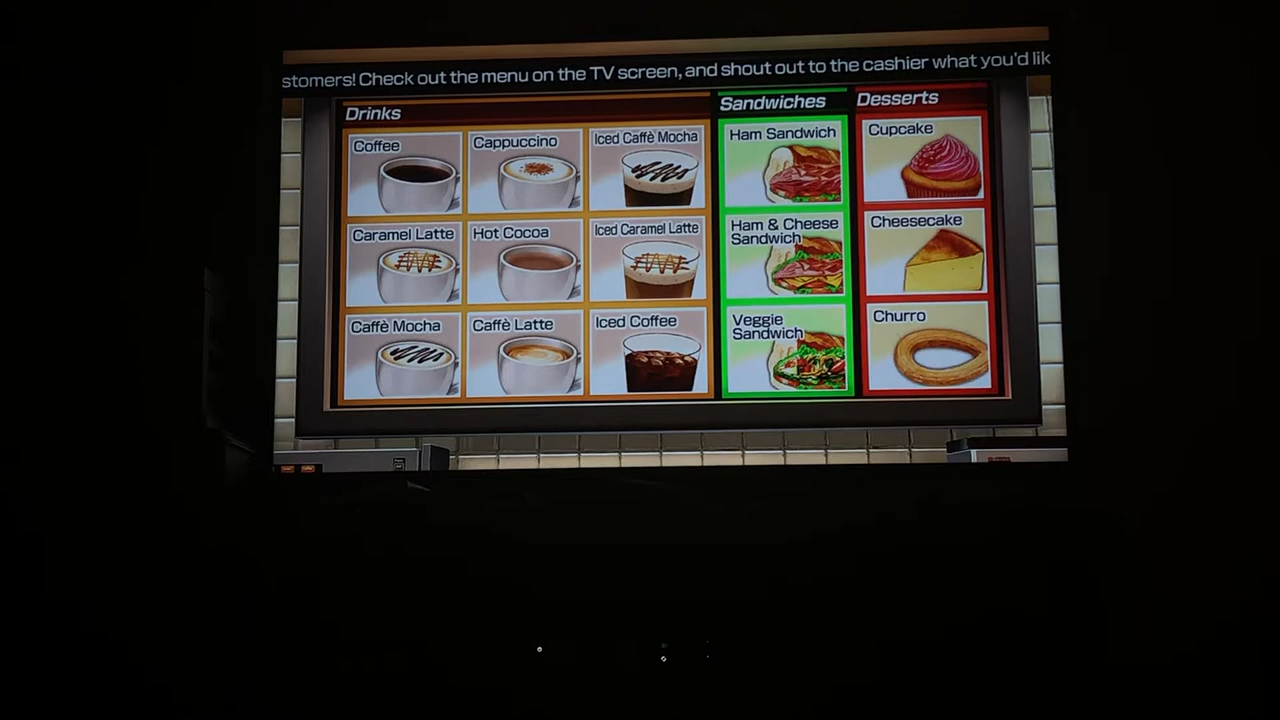 stomers! Check out the menu on the TV screen, and shout out to the cashier what you'd lik
Drinks
Coffee
Cappuccino
Iced Caffè Mocha
Caramel Latte
Hot Cocoa
Iced Caramel Latte
Caffè Mocha
Caffè Latte
Iced Coffee
Sandwiches
Ham Sandwich
Ham & Cheese
Sandwich
Veggie
Sandwich
Desserts
Cupcake
Cheesecake
Churro